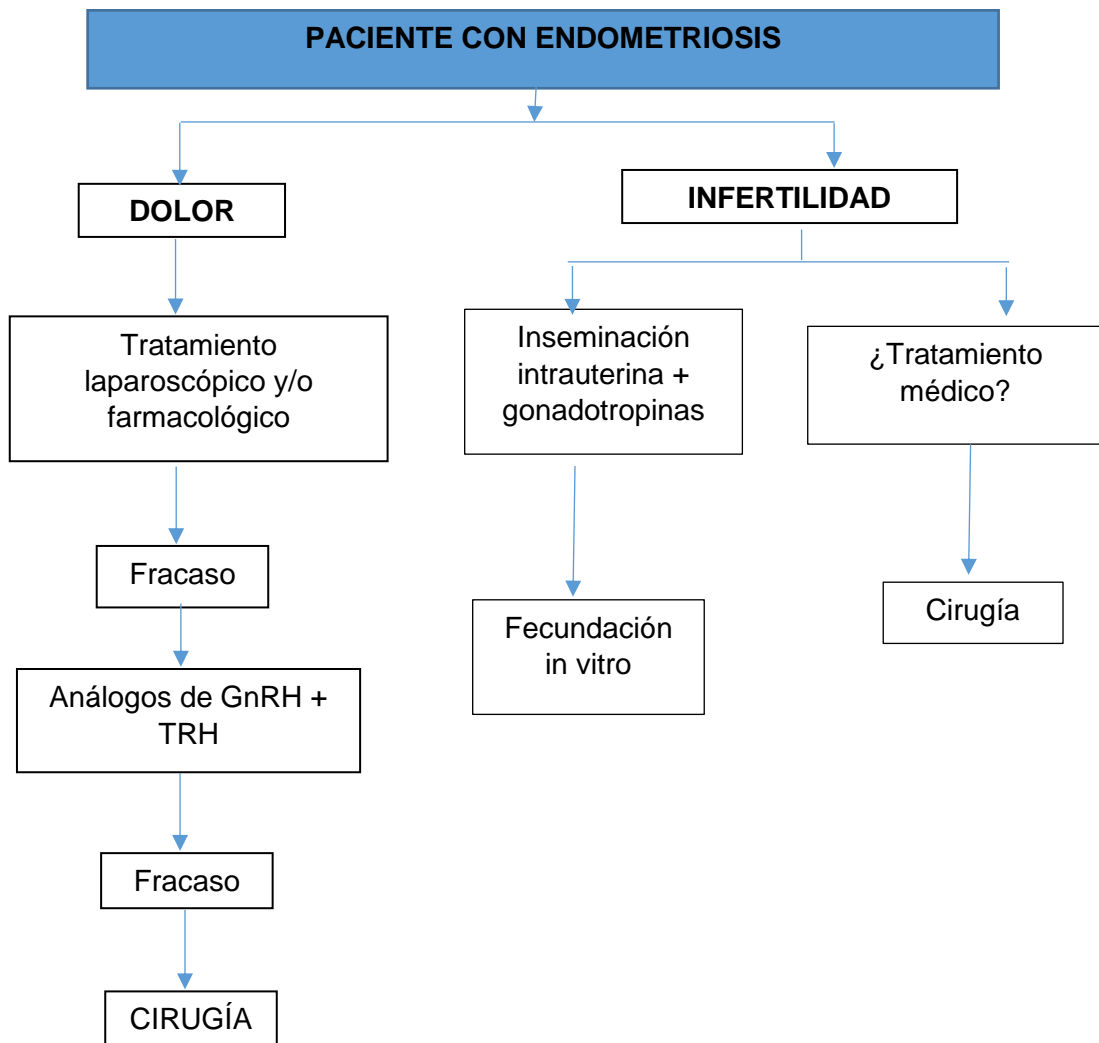 PACIENTE CON ENDOMETRIOSIS
DOLOR
INFERTILIDAD
Tratamiento
laparoscópico y/o
farmacológico
Inseminación
intrauterina +
gonadotropinas
¿Tratamiento
médico?
Fracaso
Fecundación
in vitro
Cirugía
Análogos de GnRH +
TRH
Fracaso
CIRUGÍA